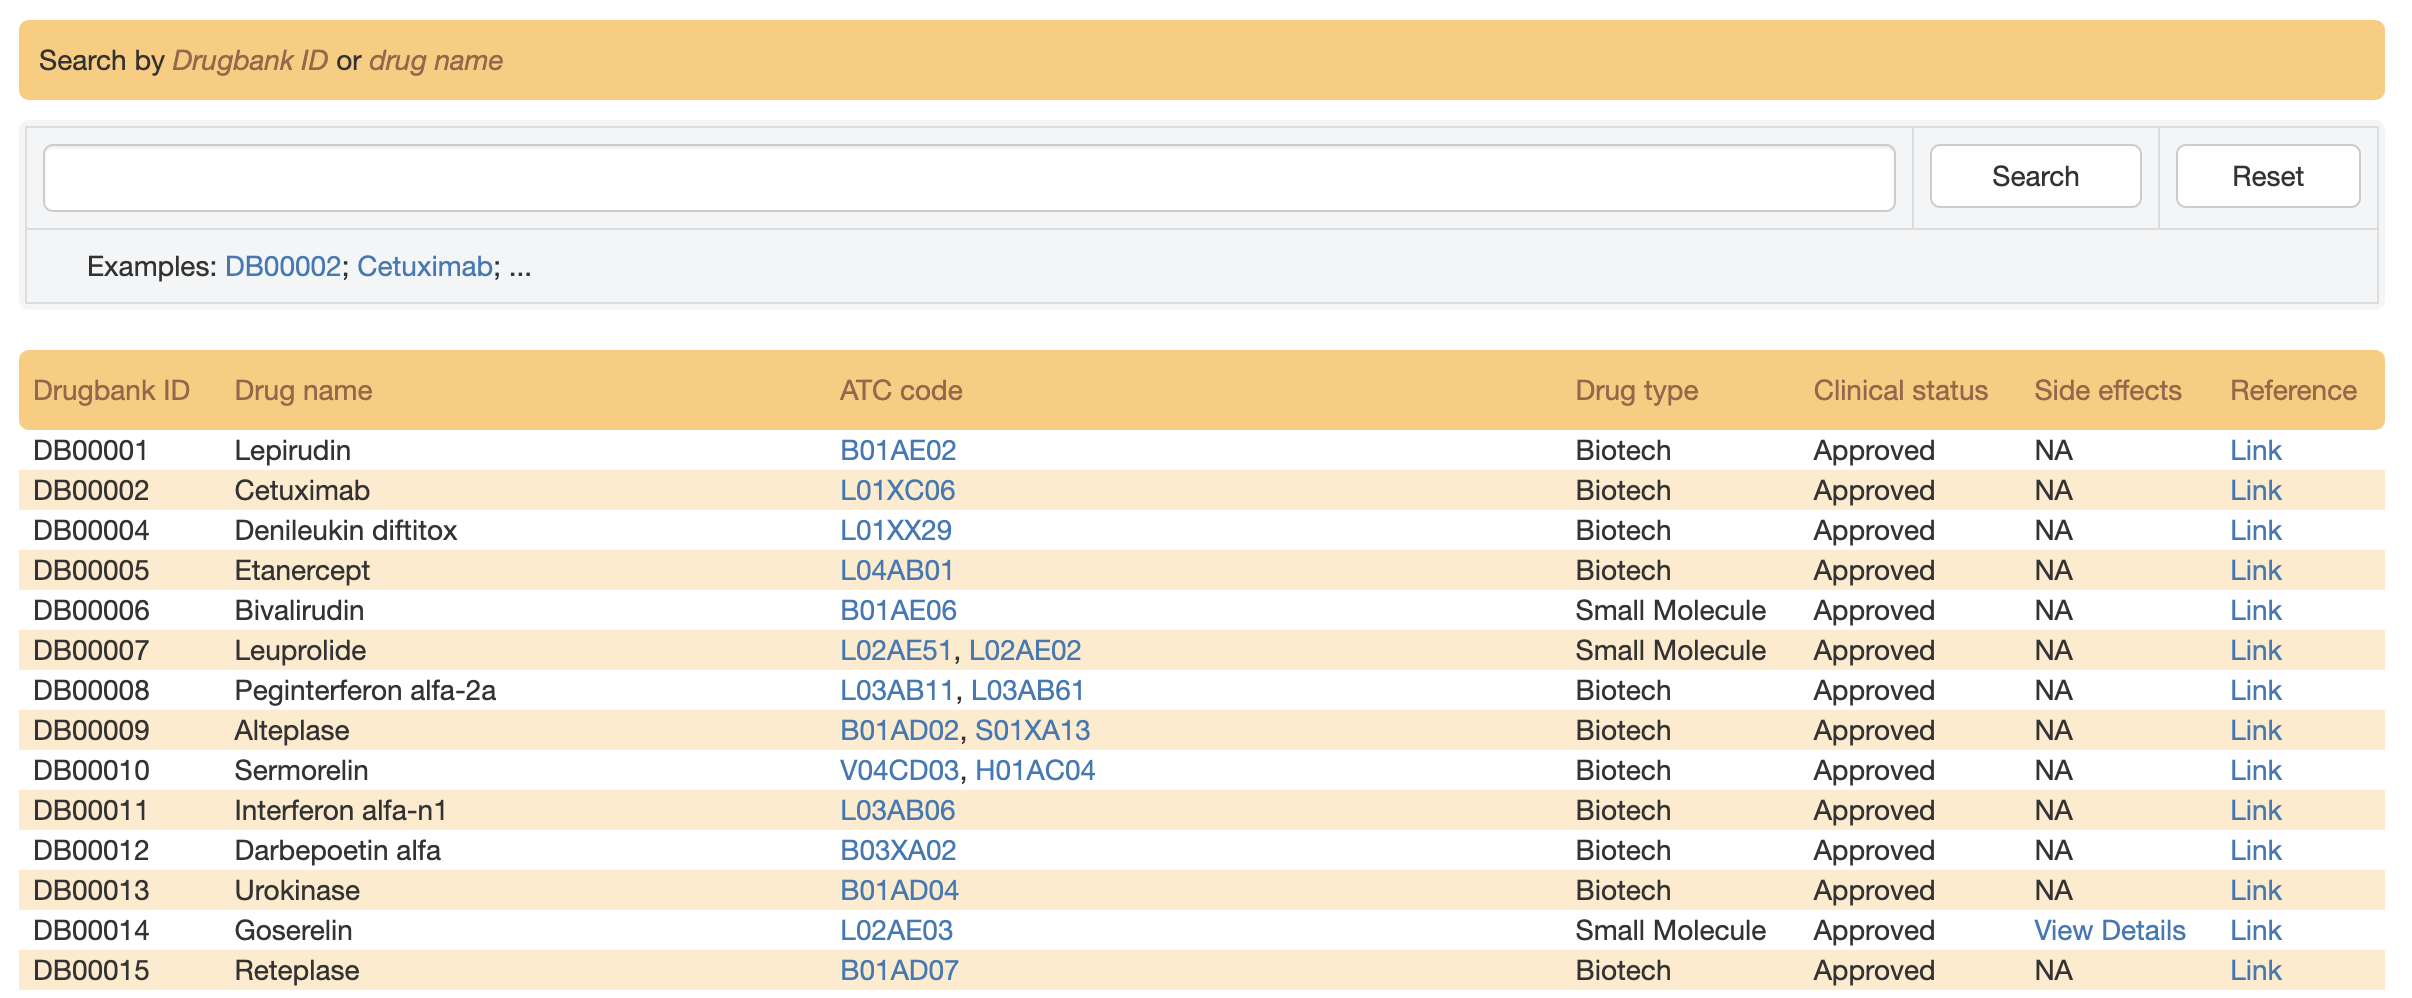 Search by Drugbank ID or drug name
Search Reset
Examples: DB00002; Cetuximab; ...
Drugbank ID Drug name ATC code Drug type Clinical status Side effects Reference
DB00001 Lepirudin B01AE02 Biotech Approved NA Link
DB00002 Cetuximab L01XC06 Biotech Approved NA Link
DB00004 Denileukin diftitox L01XX29 Biotech Approved NA Link
DB00005 Etanercept L04AB01 Biotech Approved NA Link
DB00006 Bivalirudin B01AE06 Small Molecule Approved NA Link
DB00007 Leuprolide L02AE51, L02AE02 Small Molecule Approved NA Link
DB00008 Peginterferon alfa-2a L03AB11, L03AB61 Biotech Approved NA Link
DB00009 Alteplase B01AD02, S01XA13 Biotech Approved NA Link
DB00010 Sermorelin V04CD03, H01AC04 Biotech Approved NA Link
DB00011 Interferon alfa-n1 L03AB06 Biotech Approved NA Link
DB00012 Darbepoetin alfa B03XA02 Biotech Approved NA Link
DB00013 Urokinase B01AD04 Biotech Approved NA Link
DB00014 Goserelin L02AE03 Small Molecule Approved View Details Link
DB00015 Reteplase B01AD07 Biotech Approved NA Link